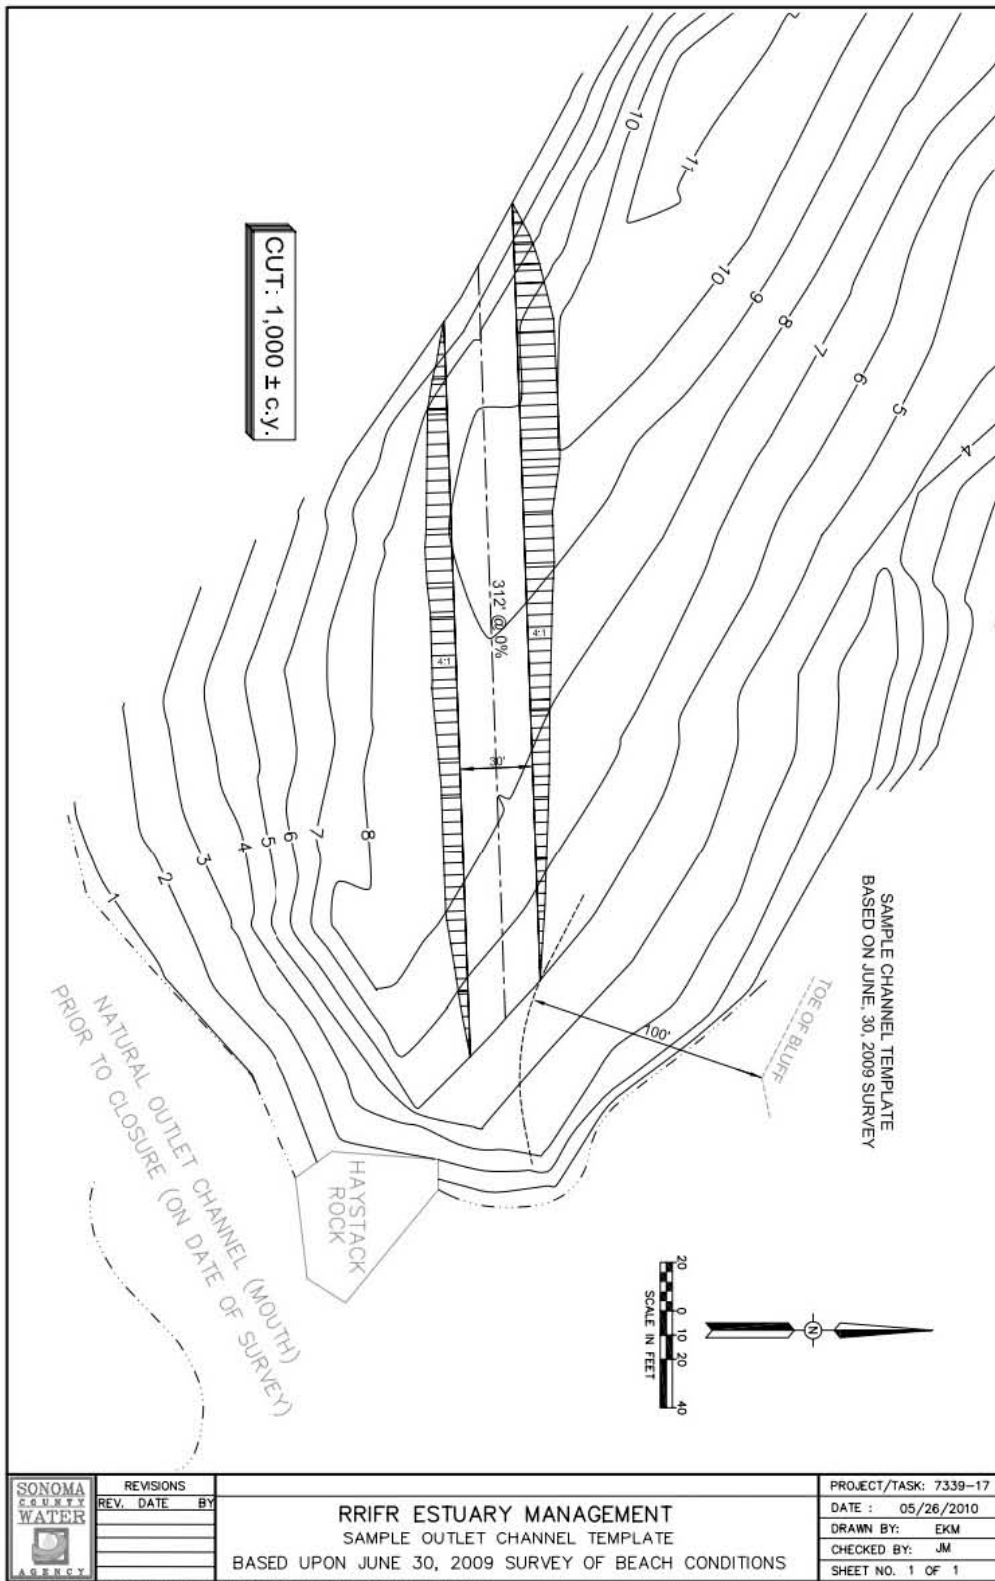 10
11
10
9
8
7
6
5
4
CUT: 1,000 ± c.y.
312' @ 0%
4:1
4:1
30'
8
7
6
5
4
3
2
1
SAMPLE CHANNEL TEMPLATE
BASED ON JUNE, 30, 2009 SURVEY
TOE OF BLUFF
100'
NATURAL OUTLET CHANNEL (MOUTH)
PRIOR TO CLOSURE (ON DATE OF SURVEY)
HAYSTACK
ROCK
20 0 10 20 40
SCALE IN FEET
N
SONOMA
COUNTY
WATER
AGENCY
REVISIONS
REV. DATE BY
RRIFR ESTUARY MANAGEMENT
SAMPLE OUTLET CHANNEL TEMPLATE
BASED UPON JUNE 30, 2009 SURVEY OF BEACH CONDITIONS
PROJECT/TASK: 7339-17
DATE : 05/26/2010
DRAWN BY: EKM
CHECKED BY: JM
SHEET NO. 1 OF 1